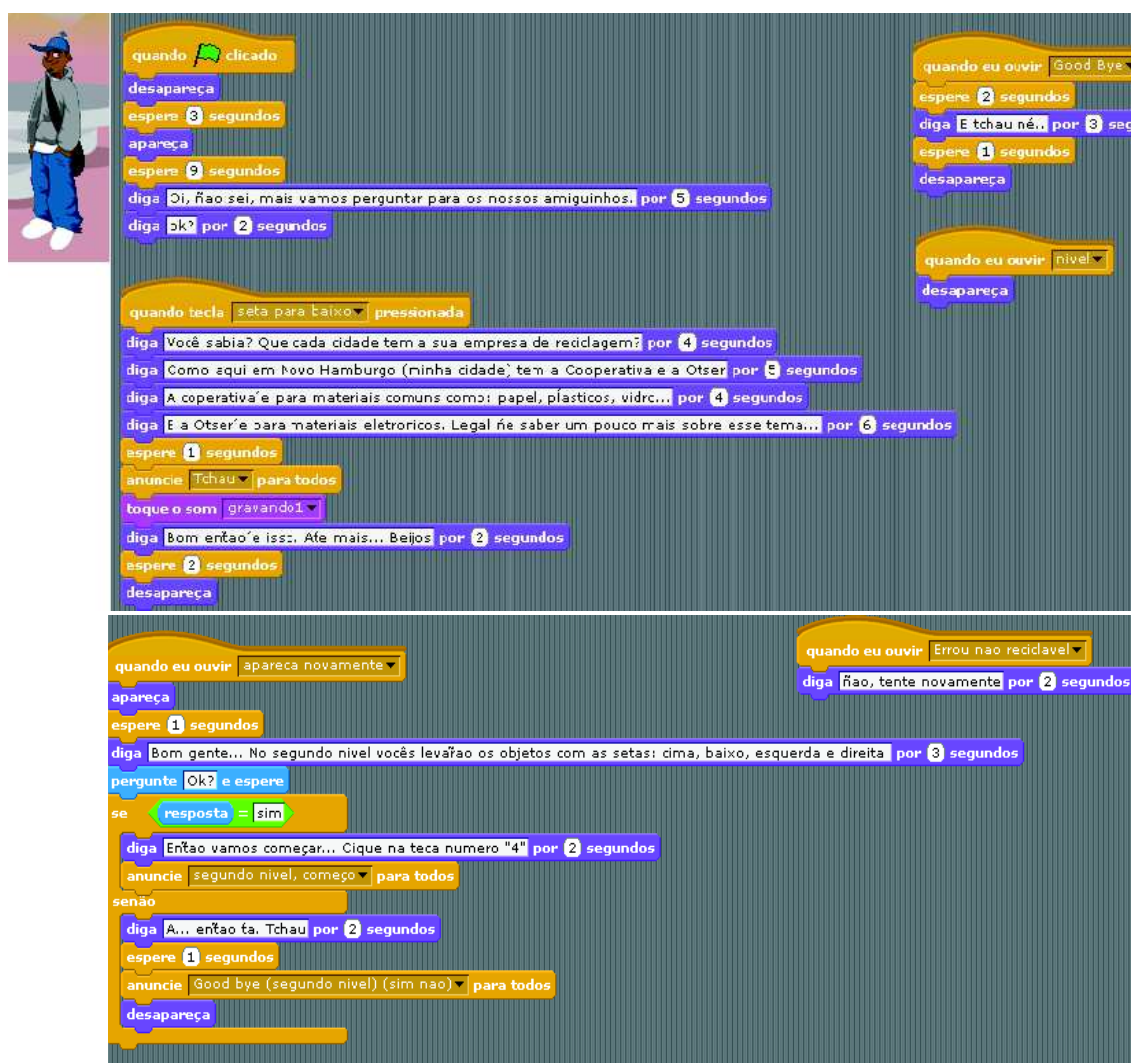 quando clicado
desapareça
espere 3 segundos
apareça
espere 9 segundos
diga Oi, ñao sei, mais vamos perguntar para os nossos amiguinhos. por 5 segundos
diga ok? por 2 segundos
quando eu ouvir Good Bye
espere 2 segundos
diga E tchau né.. por 3 seg
espere 1 segundos
desapareça
quando eu ouvir nivel
desapareça
quando tecla seta para baixo pressionada
diga Você sabia? Que cada cidade tem a sua empresa de reciclagem? por 4 segundos
diga Como aqui em Novo Hamburgo (minha cidade) tem a Cooperativa e a Otser por 5 segundos
diga A coperativa´e para materiais comuns como: papel, pĺasticos, vidro... por 4 segundos
diga E a Otser´e para materiais eletroricos. Legal ñe saber um pouco mais sobre esse tema... por 6 segundos
espere 1 segundos
anuncie Tchau para todos
toque o som gravando1
diga Bom eñtao´e isso. Ate mais... Beijos por 2 segundos
espere 2 segundos
desapareça
quando eu ouvir apareca novamente
apareça
espere 1 segundos
diga Bom gente... No segundo nivel vocês levar̃ao os objetos com as setas: cima, baixo, esquerda e direita por 3 segundos
pergunte Ok? e espere
se resposta = sim
diga Ent̃ao vamos começar... Cique na teca numero "4" por 2 segundos
anuncie segundo nivel, começo para todos
senão
diga A... ent̃ao t́a. Tchau por 2 segundos
espere 1 segundos
anuncie Good bye (segundo nivel) (sim nao) para todos
desapareça
quando eu ouvir Errou nao reciclavel
diga ñao, tente novamente por 2 segundos